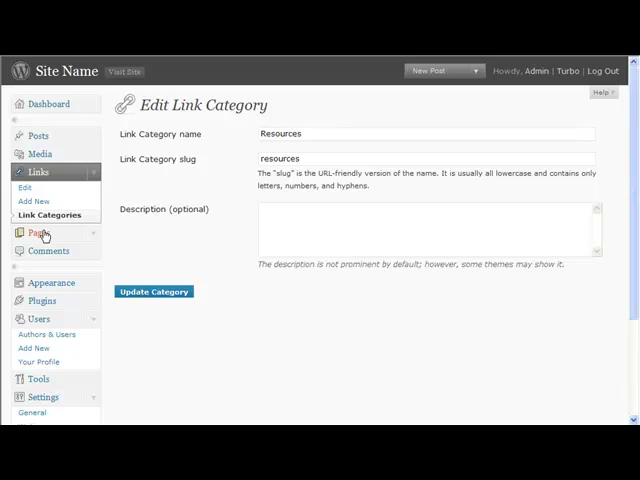 Site Name
Visit Site
New Post
Howdy, Admin | Turbo | Log Out
Help
Dashboard
Posts
Media
Links
Edit
Add New
Link Categories
Pages
Comments
Appearance
Plugins
Users
Authors & Users
Add New
Your Profile
Tools
Settings
General
Edit Link Category
Link Category name
Resources
Link Category slug
resources
The "slug" is the URL-friendly version of the name. It is usually all lowercase and contains only
letters, numbers, and hyphens.
Description (optional)
The description is not prominent by default; however, some themes may show it.
Update Category